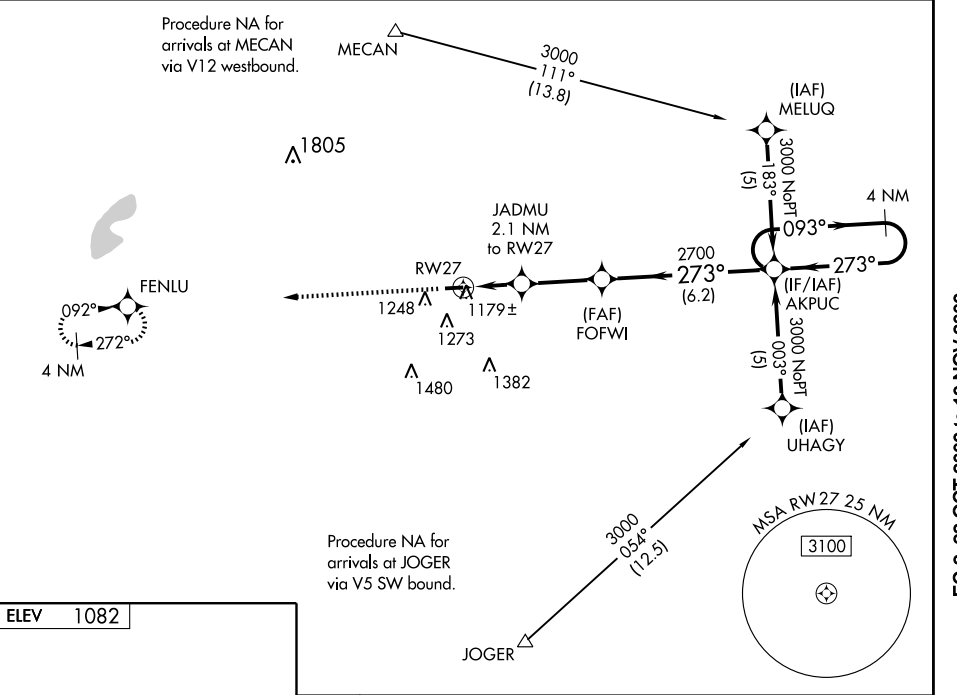 Procedure NA for
arrivals at MECAN
via V12 westbound.
MECAN
3000
111°
(13.8)
(IAF)
MELUQ
3000 NoPT
183°
(5)
4 NM
093°
273°
1805
JADMU
2.1 NM
to RW27
RW27
2700
273°
(6.2)
(IF/IAF)
AKPUC
FENLU
092°
272°
4 NM
1248
1179±
1273
1480
1382
(FAF)
FOFWI
3000 NoPT
003°
(5)
(IAF)
UHAGY
3000
054°
(12.5)
Procedure NA for
arrivals at JOGER
via V5 SW bound.
JOGER
MSA RW 27 25 NM
3100
ELEV 1082